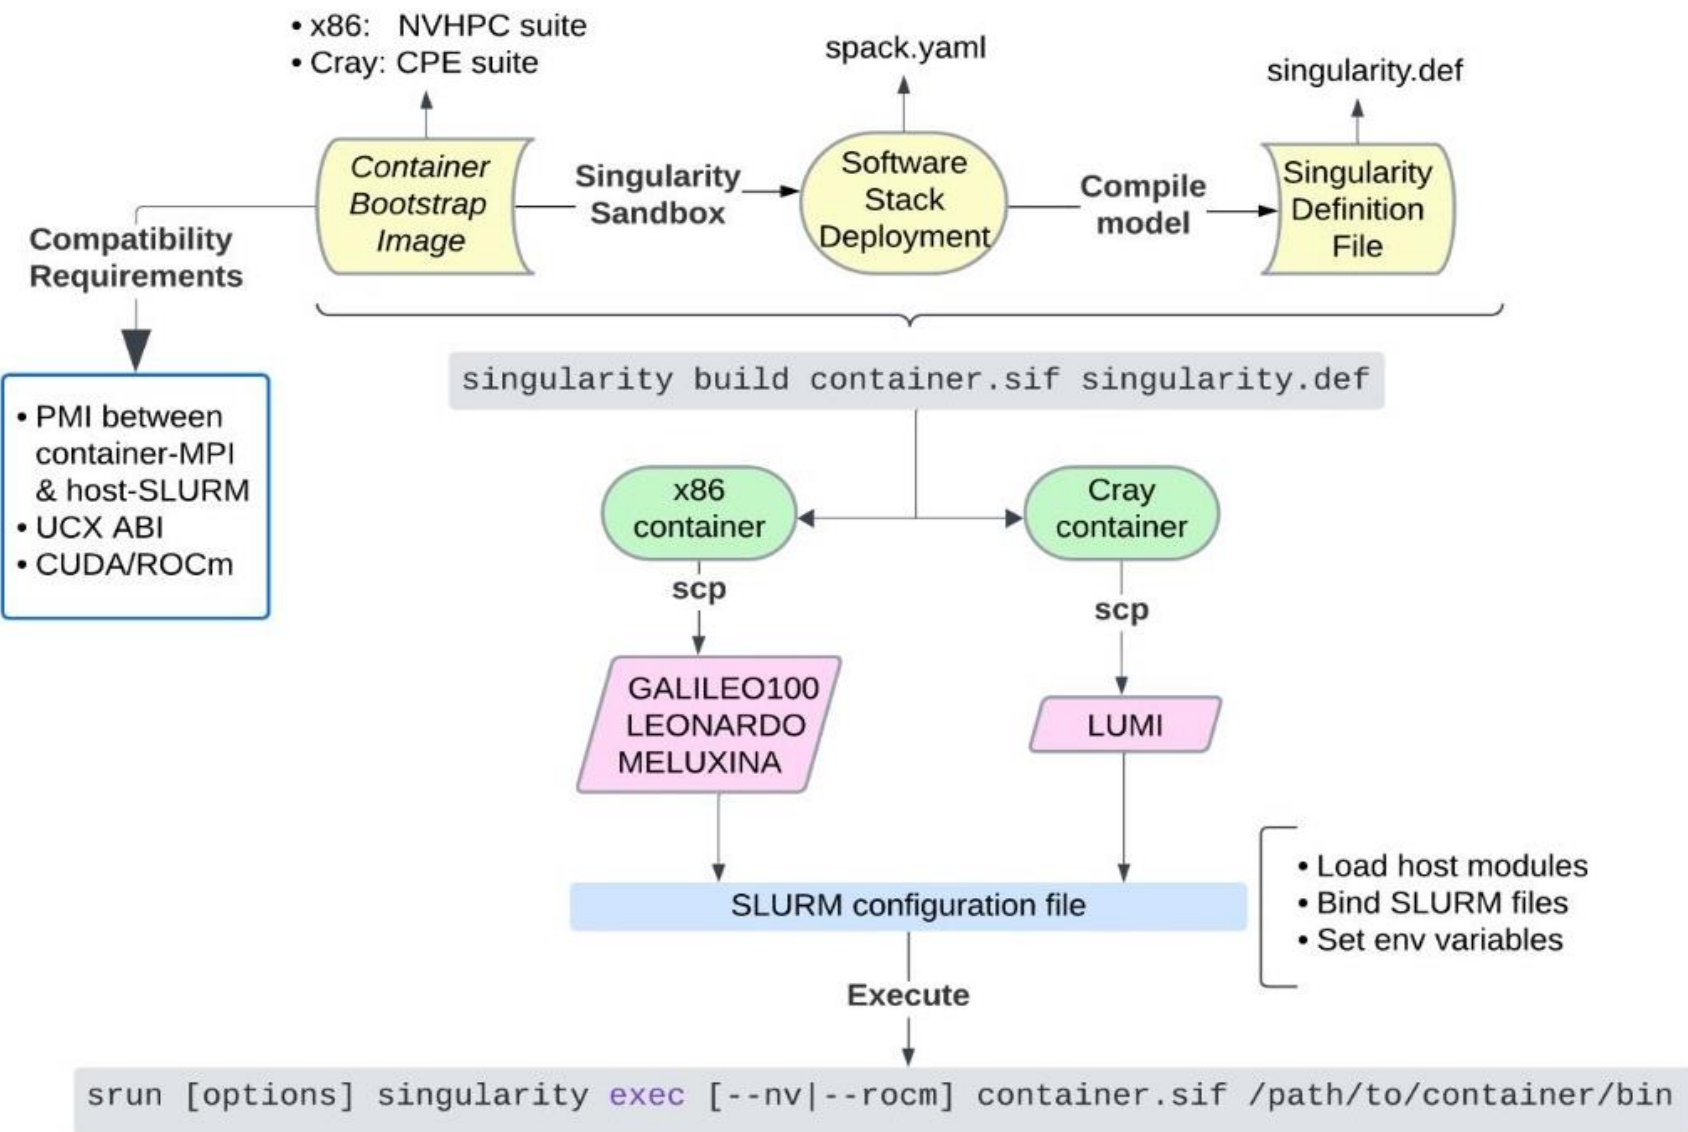 • x86: NVHPC suite
• Cray: CPE suite
spack.yaml
singularity.def
Container
Bootstrap
Image
Singularity
Sandbox
Software
Stack
Deployment
Compile
model
Singularity
Definition
File
Compatibility
Requirements
• PMI between
container-MPI
& host-SLURM
• UCX ABI
• CUDA/ROCm
singularity build container.sif singularity.def
x86
container
Cray
container
scp
scp
GALILEO100
LEONARDO
MELUXINA
LUMI
SLURM configuration file
• Load host modules
• Bind SLURM files
• Set env variables
Execute
srun [options] singularity exec [--nv|--rocm] container.sif /path/to/container/bin